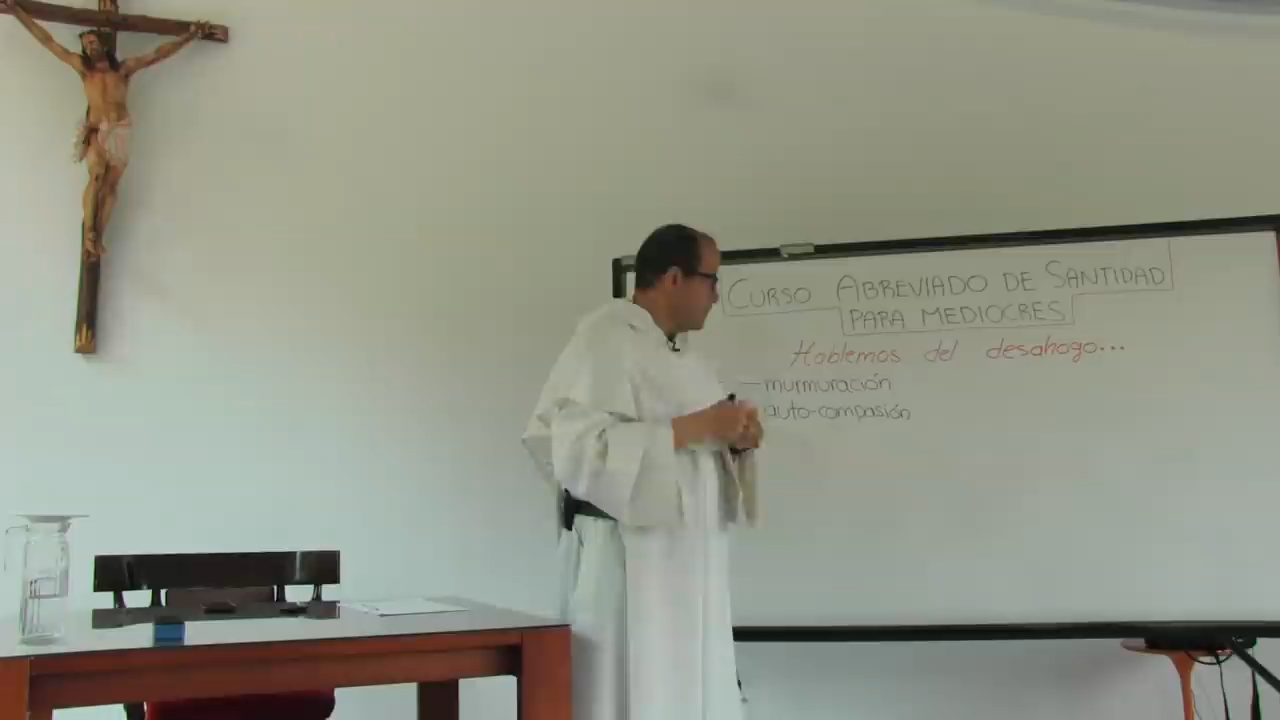 CURSO ABREVIADO DE SANTIDAD
PARA MEDIOCRES
Hablemos del desahogo...
- murmuración
auto-compasión